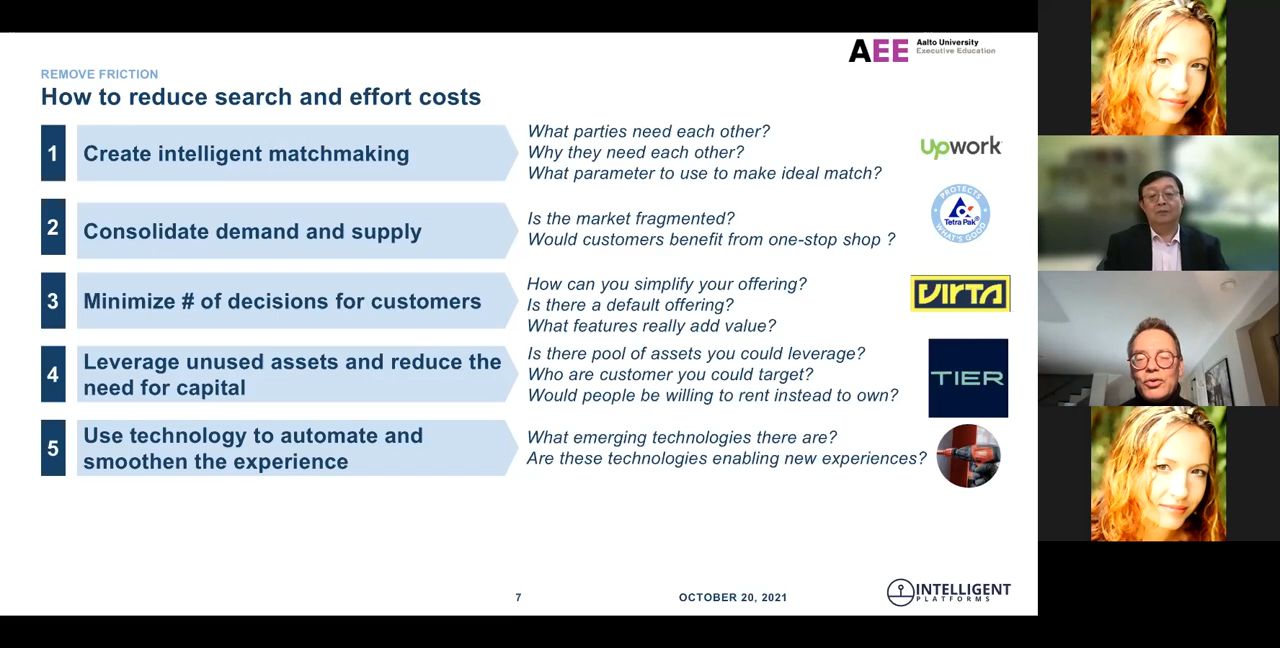 AEE Aalto University
Executive Education
REMOVE FRICTION
How to reduce search and effort costs
1
Create intelligent matchmaking
What parties need each other?
Why they need each other?
What parameter to use to make ideal match?
Upwork
2
Consolidate demand and supply
Is the market fragmented?
Would customers benefit from one-stop shop ?
PROTECTS
Tetra Pak®
WHAT'S GOOD
3
Minimize # of decisions for customers
How can you simplify your offering?
Is there a default offering?
What features really add value?
VIRTA
4
Leverage unused assets and reduce the
need for capital
Is there pool of assets you could leverage?
Who are customer you could target?
Would people be willing to rent instead to own?
TIER
5
Use technology to automate and
smoothen the experience
What emerging technologies there are?
Are these technologies enabling new experiences?
7
OCTOBER 20, 2021
INTELLIGENT
PLATFORMS